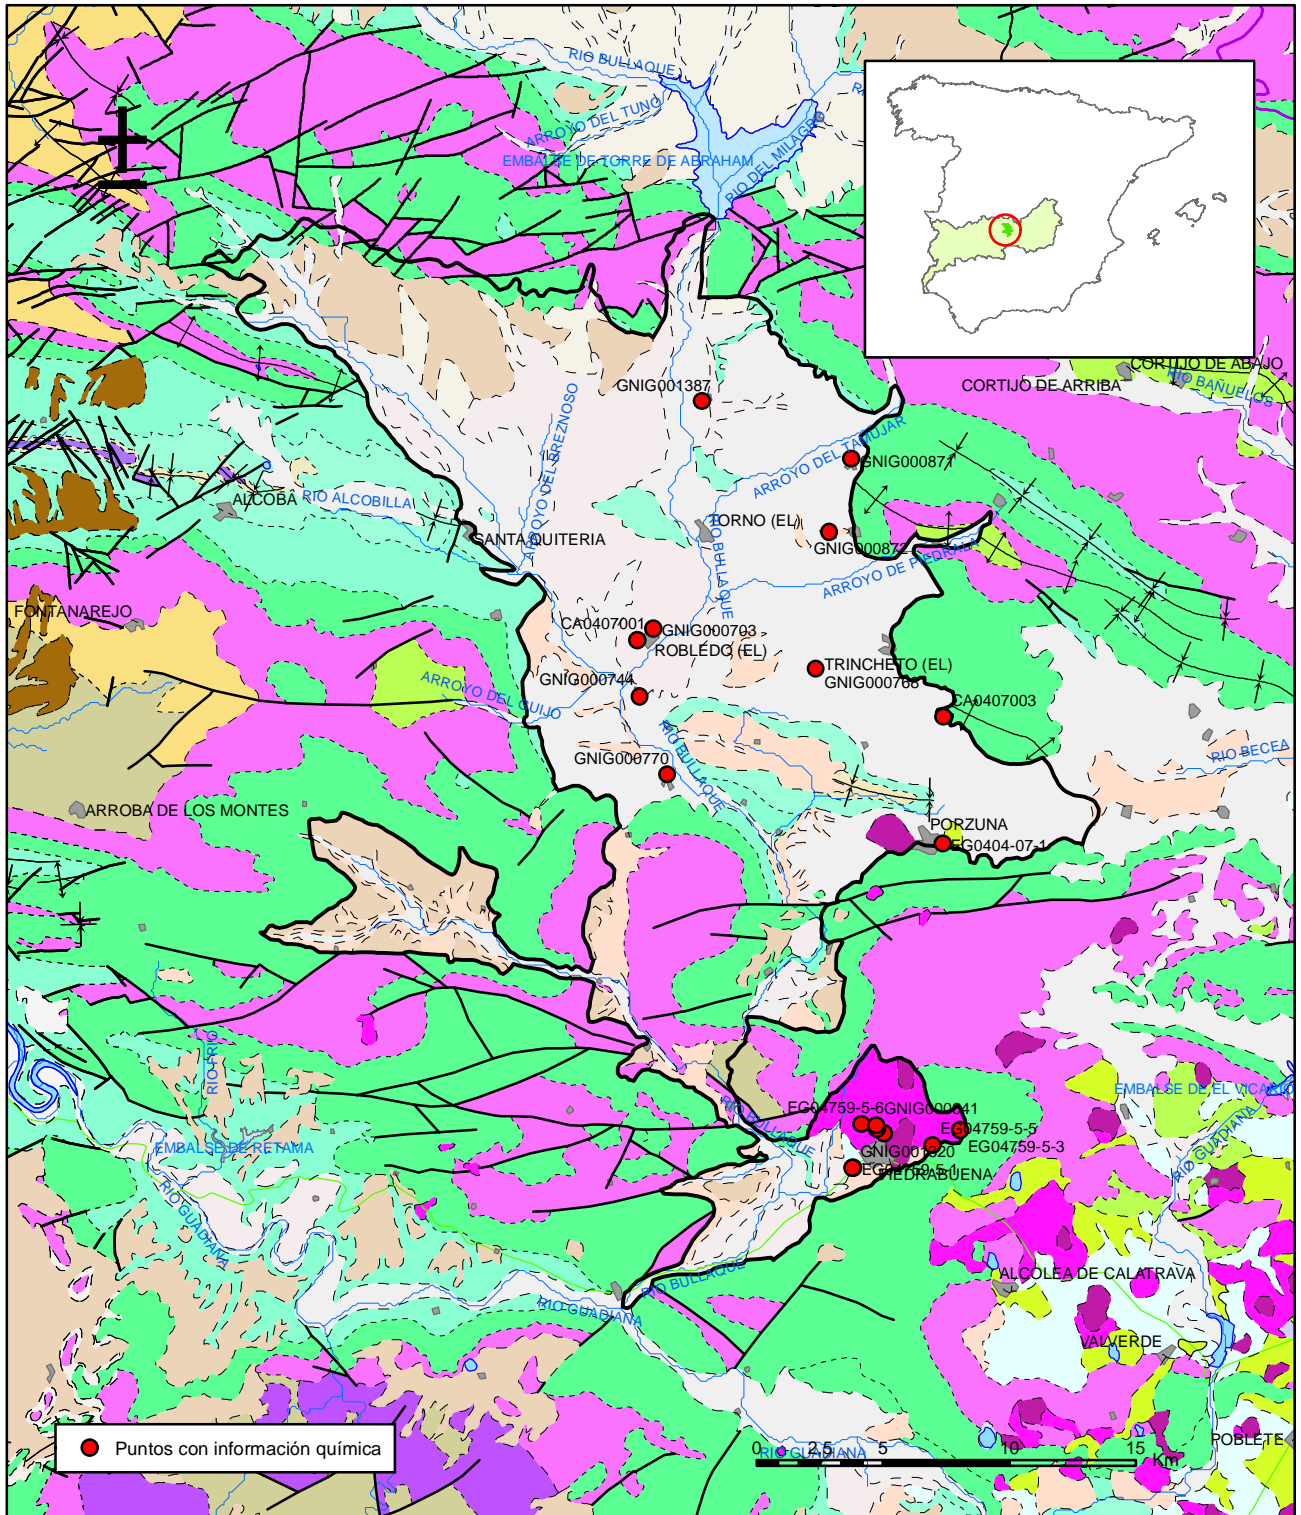 RIO BULLAQUE
ARROYO DEL TUNO
EMBALSE DE TORRE DE ABRAHAM
RIO DEL MILAGRO
CORTIJO DE ABAJO
CORTIJO DE ARRIBA
RIO BAÑUELOS
GNIG001387
ARROYO DEL BREZNOSO
ARROYO DEL TAMUJAR
GNIG000871
ALCOBA
RIO ALCOBILLA
SANTA QUITERIA
TORNO (EL)
RIO BULLAQUE
GNIG000872
ARROYO DE PIEDRALA
FONTANAREJO
CA0407001
GNIG000703
ROBLEDO (EL)
TRINCHETO (EL)
GNIG000768
GNIG000744
ARROYO DEL GUIJO
CA0407003
RIO BULLAQUE
GNIG000770
RIO BECEA
ARROBA DE LOS MONTES
PORZUNA
EG0404-07-1
RIO FRIO
EMBALSE DE EL VICARIO
RIO BULLAQUE
EG04759-5-6
GNIG000041
EG04759-5-5
EG04759-5-3
GNIG001320
EG04759-5-1
PIEDRABUENA
EMBALSE DE RETAMA
RIO GUADIANA
RIO GUADIANA
RIO BULLAQUE
RIO GUADIANA
ALCOLEA DE CALATRAVA
VALVERDE
POBLETE
RIO GUADIANA
0 2,5 5 10 15
Km
Puntos con información química